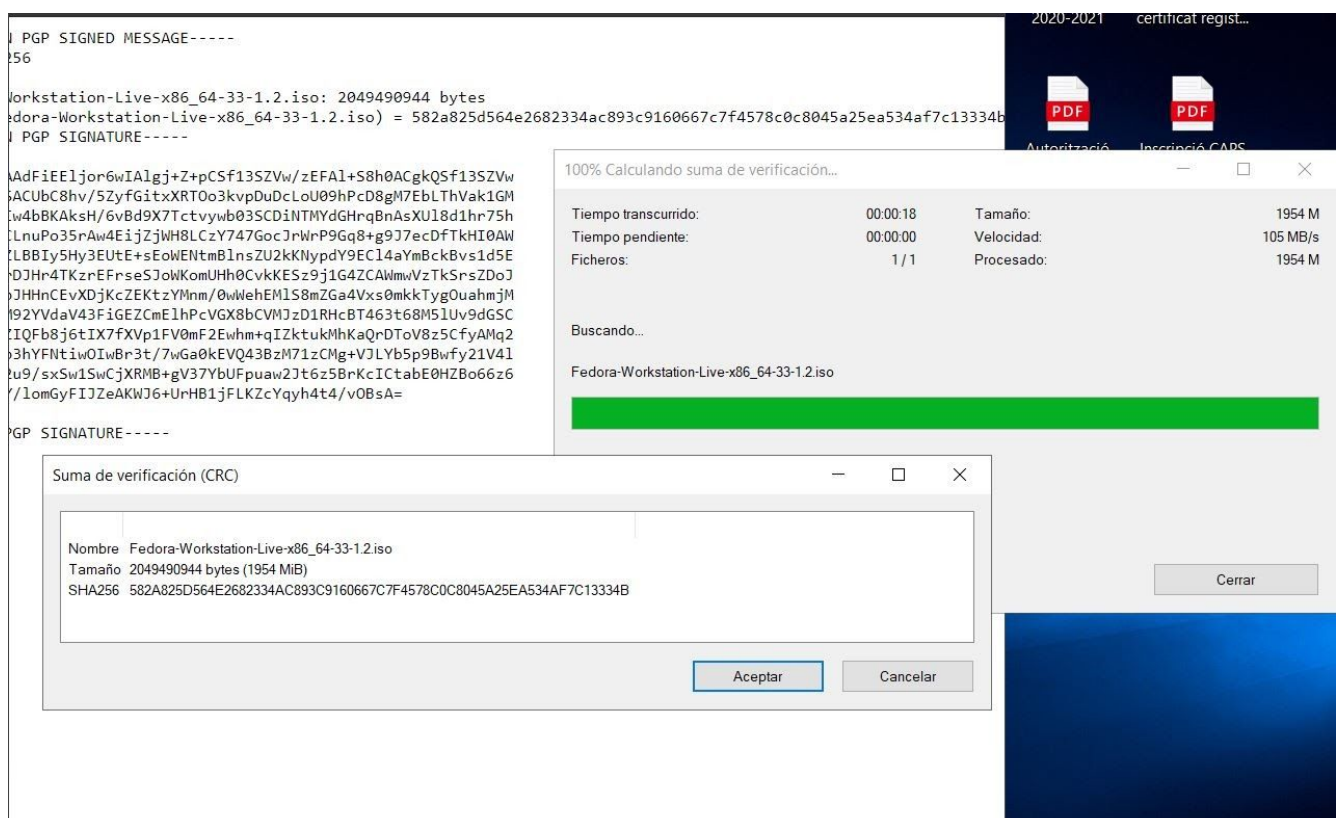 PGP SIGNED MESSAGE-----
256
Workstation-Live-x86_64-33-1.2.iso: 2049490944 bytes
edora-Workstation-Live-x86_64-33-1.2.iso) = 582a825d564e2682334ac893c9160667c7f4578c0c8045a25ea534af7c13334b
PGP SIGNATURE-----
AdFiEEljor6wIAlgj+Z+pCSf13SZVw/zEFAl+S8h0ACgkQSf13SZVw
ACUbC8hv/5ZyfGitxXRTOo3kvpDuDcLoU09hPcD8gM7EbLThVak1GM
w4bBKAksH/6vBd9X7Tctvywb03SCDiNTMYdGHrqBnAsXUl8d1hr75h
LnuPo35rAw4EijZjWH8LCzY747GocJrWrP9Gq8+g9J7ecDfTkHI0AW
LBBIy5Hy3EUtE+sEoWENtmBlnsZU2kKNypdY9ECl4aYmBckBvs1d5E
DJHr4TKzrEFrseSJoWKomUHh0CvkKESz9j1G4ZCAWmwVzTkSrsZDoJ
JHHnCEvXDjKcZEKtzYMnm/0wWehEMlS8mZGa4Vxs0mkkTygOuahmjM
92YVdaV43FiGEZCmElhPcVGX8bCVMJzD1RHcBT463t68M5lUv9dGSC
IQFb8j6tIX7fXVp1FV0mF2Ewhm+qIZktukMhKaQrDToV8z5CfyAMq2
3hYFNtiwOIwBr3t/7wGa0kEVQ43BzM71zCMg+VJLYb5p9Bwfy21V4l
u9/sxSw1SwCjXRMB+gV37YbUFpuaw2Jt6z5BrKcICtabE0HZBo66z6
/lomGyFIJZeAKWJ6+UrHB1jFLKZcYqyh4t4/vOBsA=
PGP SIGNATURE-----
2020-2021
certificat regist...
PDF
PDF
Autorització
Inscripció CAPS
100% Calculando suma de verificación...
Tiempo transcurrido: 00:00:18 Tamaño: 1954 M
Tiempo pendiente: 00:00:00 Velocidad: 105 MB/s
Ficheros: 1 / 1 Procesado: 1954 M
Buscando...
Fedora-Workstation-Live-x86_64-33-1.2.iso
Cerrar
Suma de verificación (CRC)
Nombre Fedora-Workstation-Live-x86_64-33-1.2.iso
Tamaño 2049490944 bytes (1954 MiB)
SHA256 582A825D564E2682334AC893C9160667C7F4578C0C8045A25EA534AF7C13334B
Aceptar
Cancelar